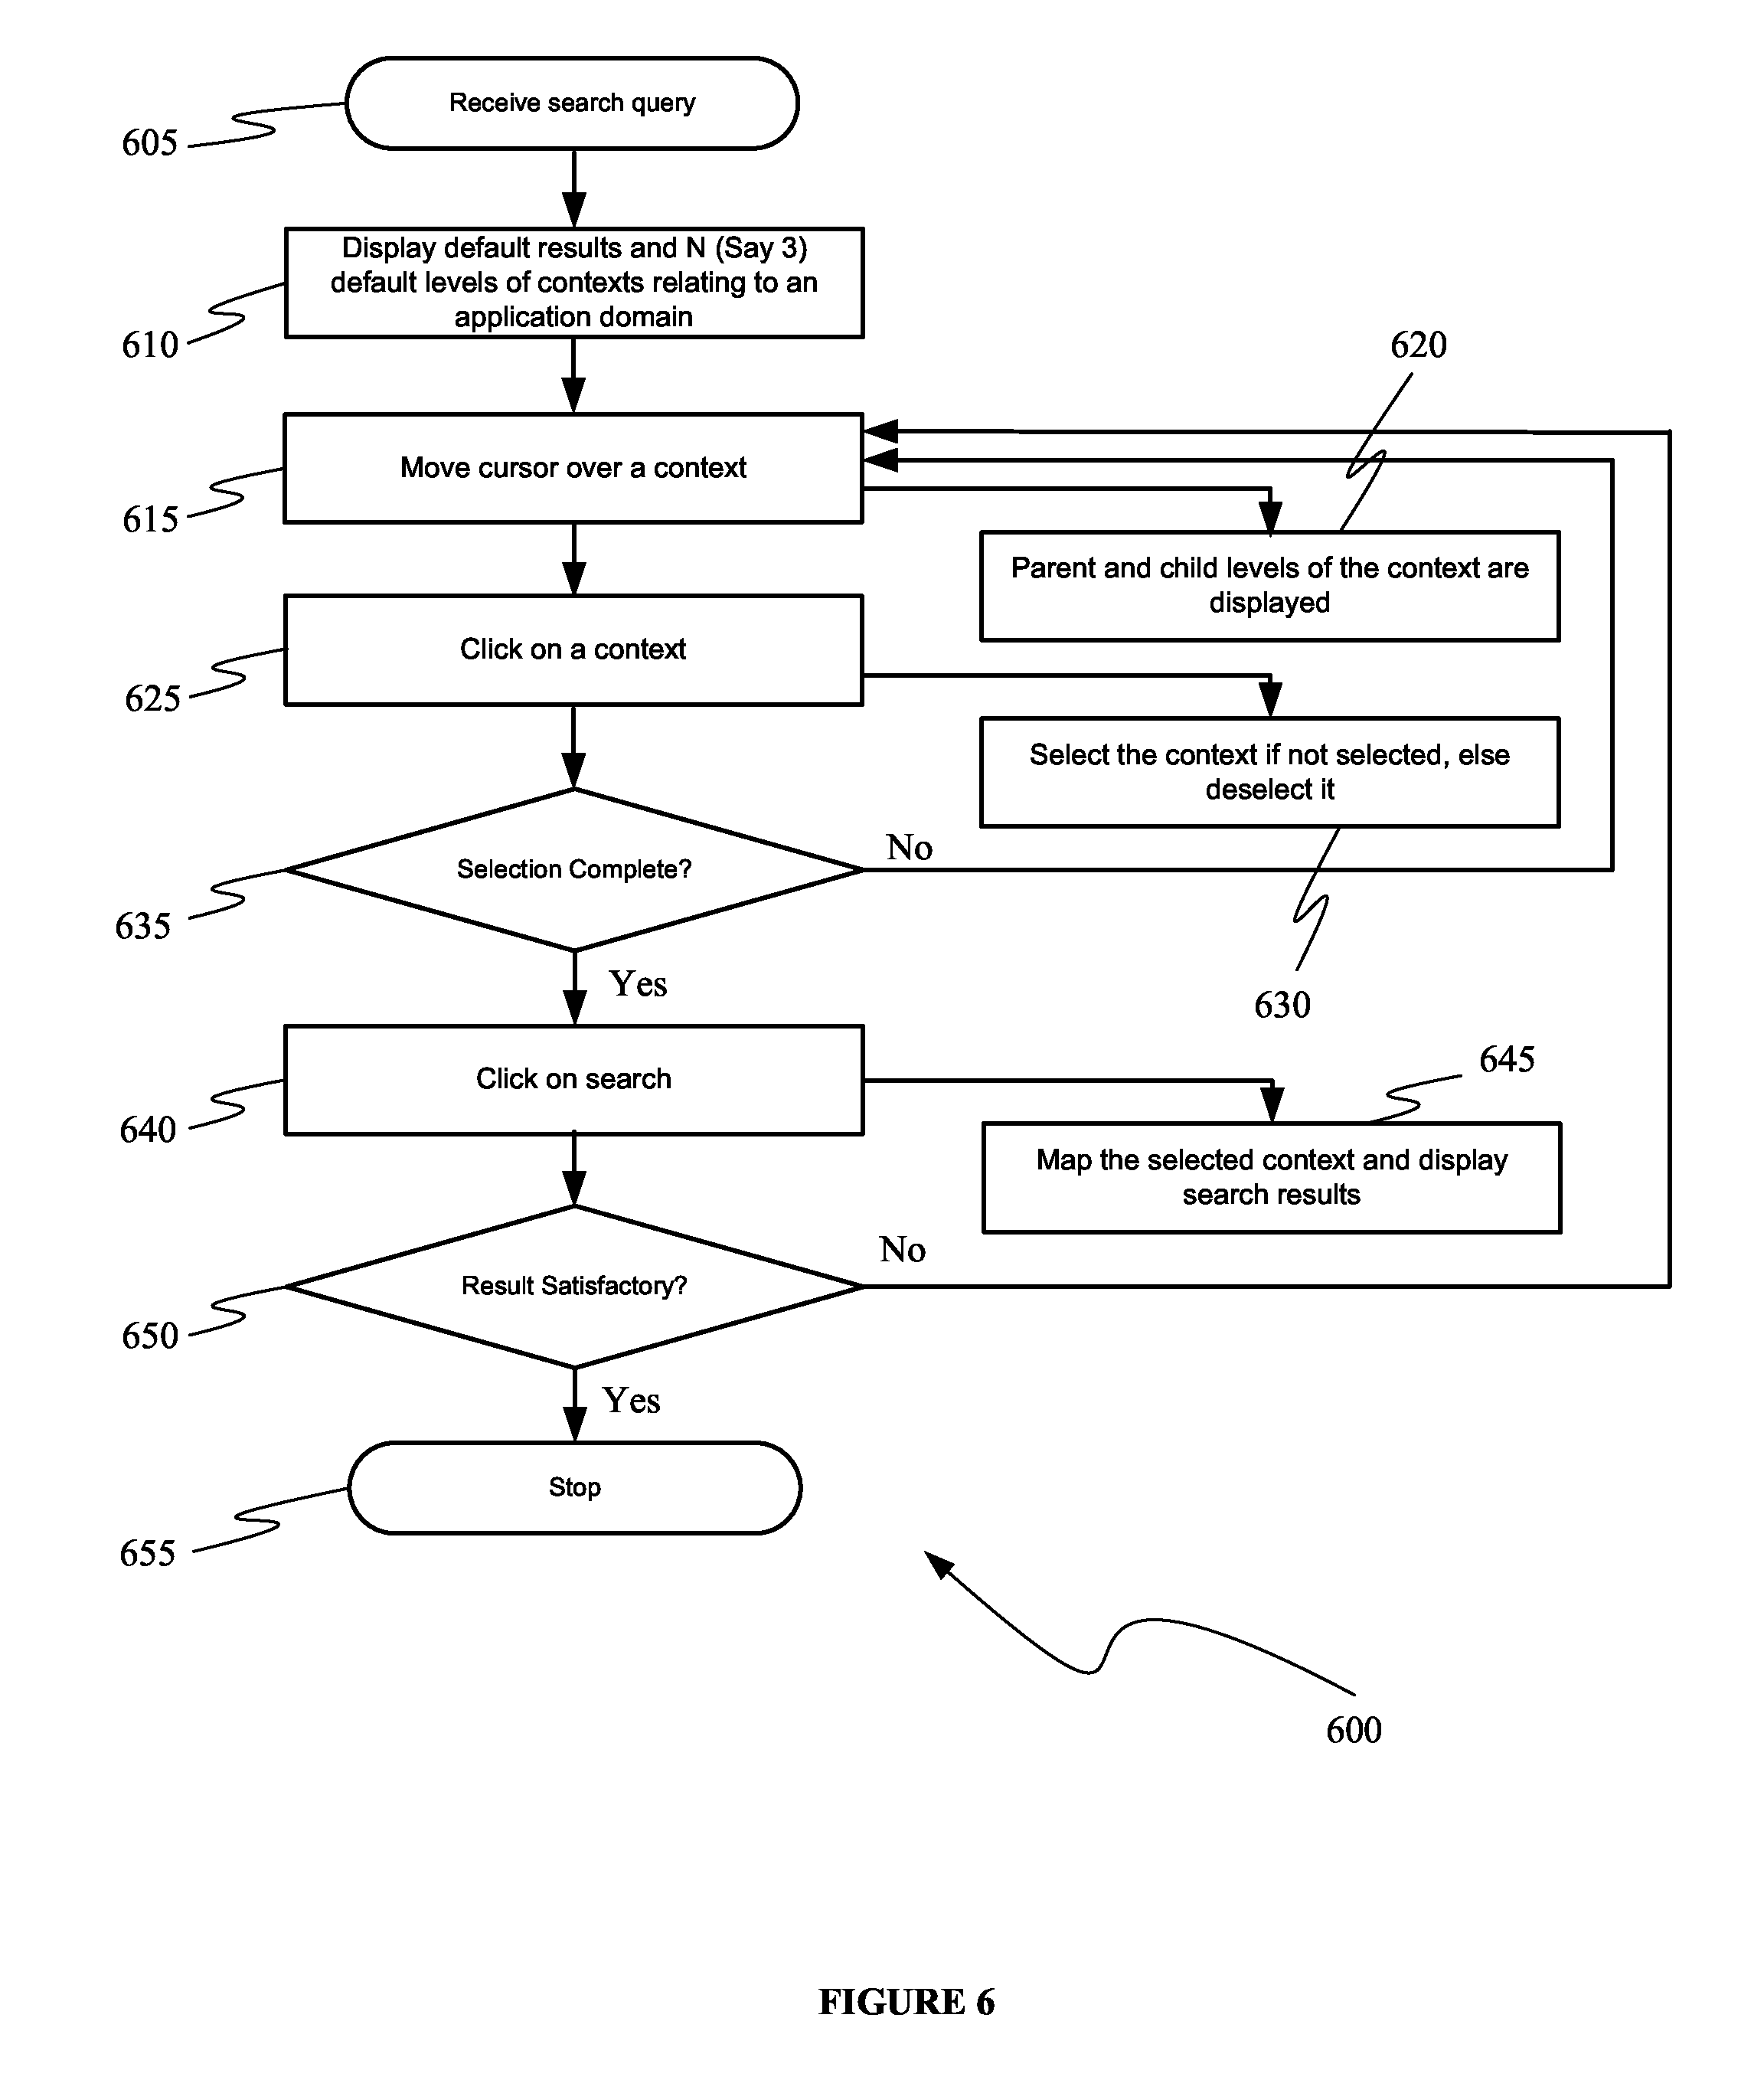 Receive search query
605
Display default results and N (Say 3)
default levels of contexts relating to an
application domain
610
620
Move cursor over a context
615
Parent and child levels of the context are
displayed
Click on a context
625
Select the context if not selected, else
deselect it
No
Selection Complete?
635
Yes
630
Click on search
640
645
Map the selected context and display
search results
No
Result Satisfactory?
650
Yes
Stop
655
600
FIGURE 6